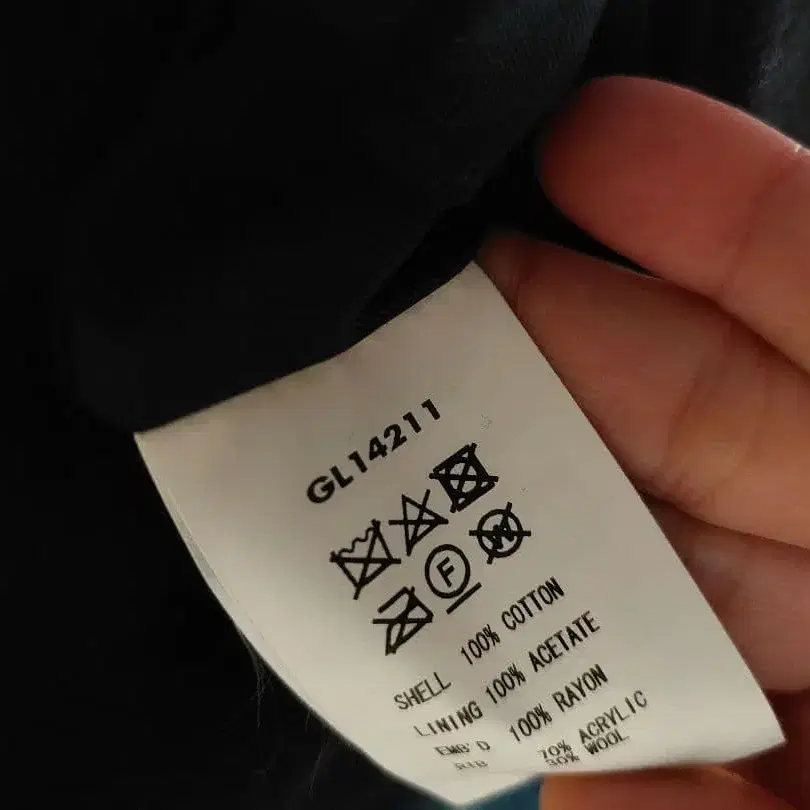 GL14211
W
F
SHELL 100% COTTON
LINING 100% ACETATE
EMB'D 100% RAYON
RIB 70% ACRYLIC
30% WOOL